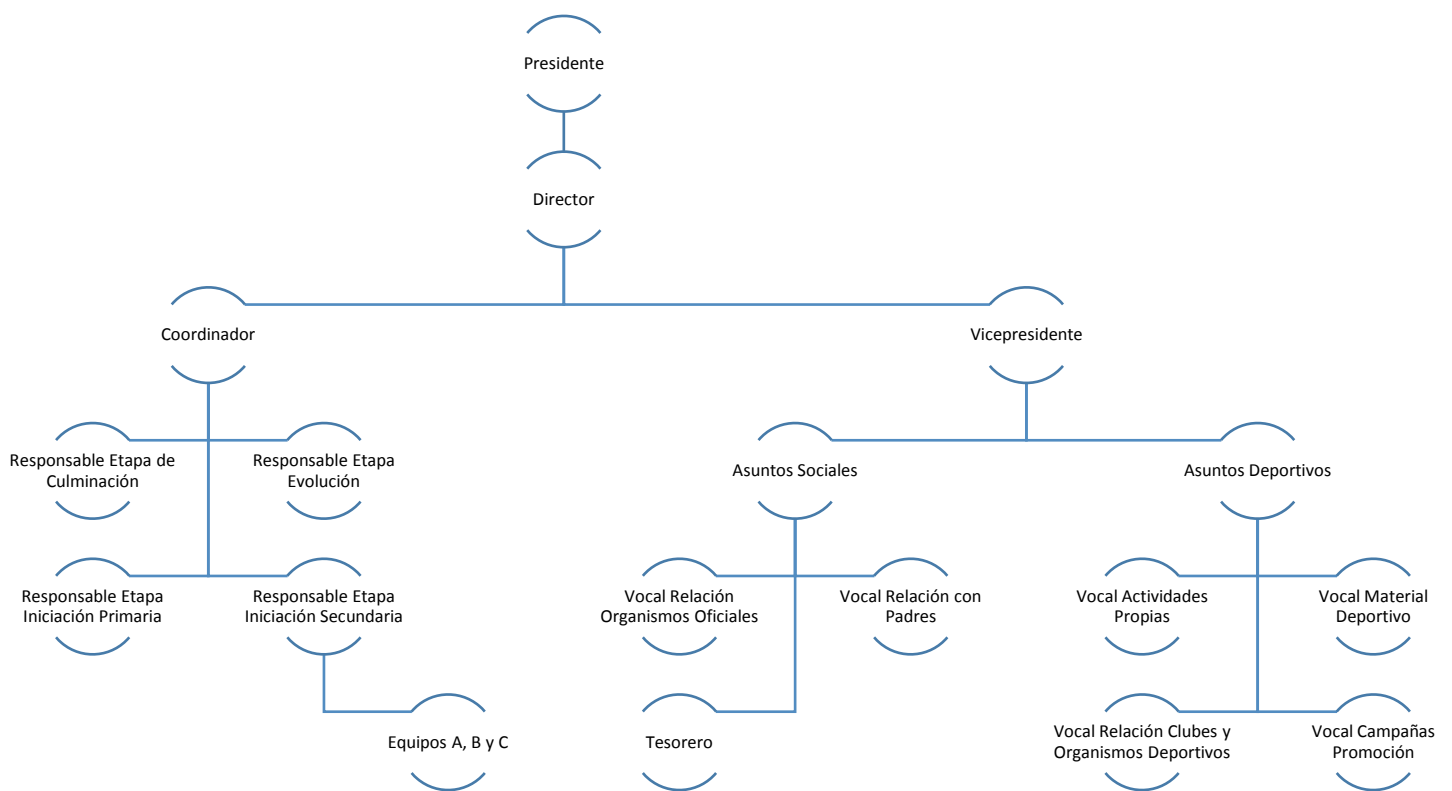 Presidente
Director
Coordinador
Vicepresidente
Responsable Etapa de
Culminación
Responsable Etapa
Evolución
Asuntos Sociales
Asuntos Deportivos
Responsable Etapa
Iniciación Primaria
Responsable Etapa
Iniciación Secundaria
Vocal Relación
Organismos Oficiales
Vocal Relación con
Padres
Vocal Actividades
Propias
Vocal Material
Deportivo
Equipos A, B y C
Tesorero
Vocal Relación Clubes y
Organismos Deportivos
Vocal Campañas
Promoción